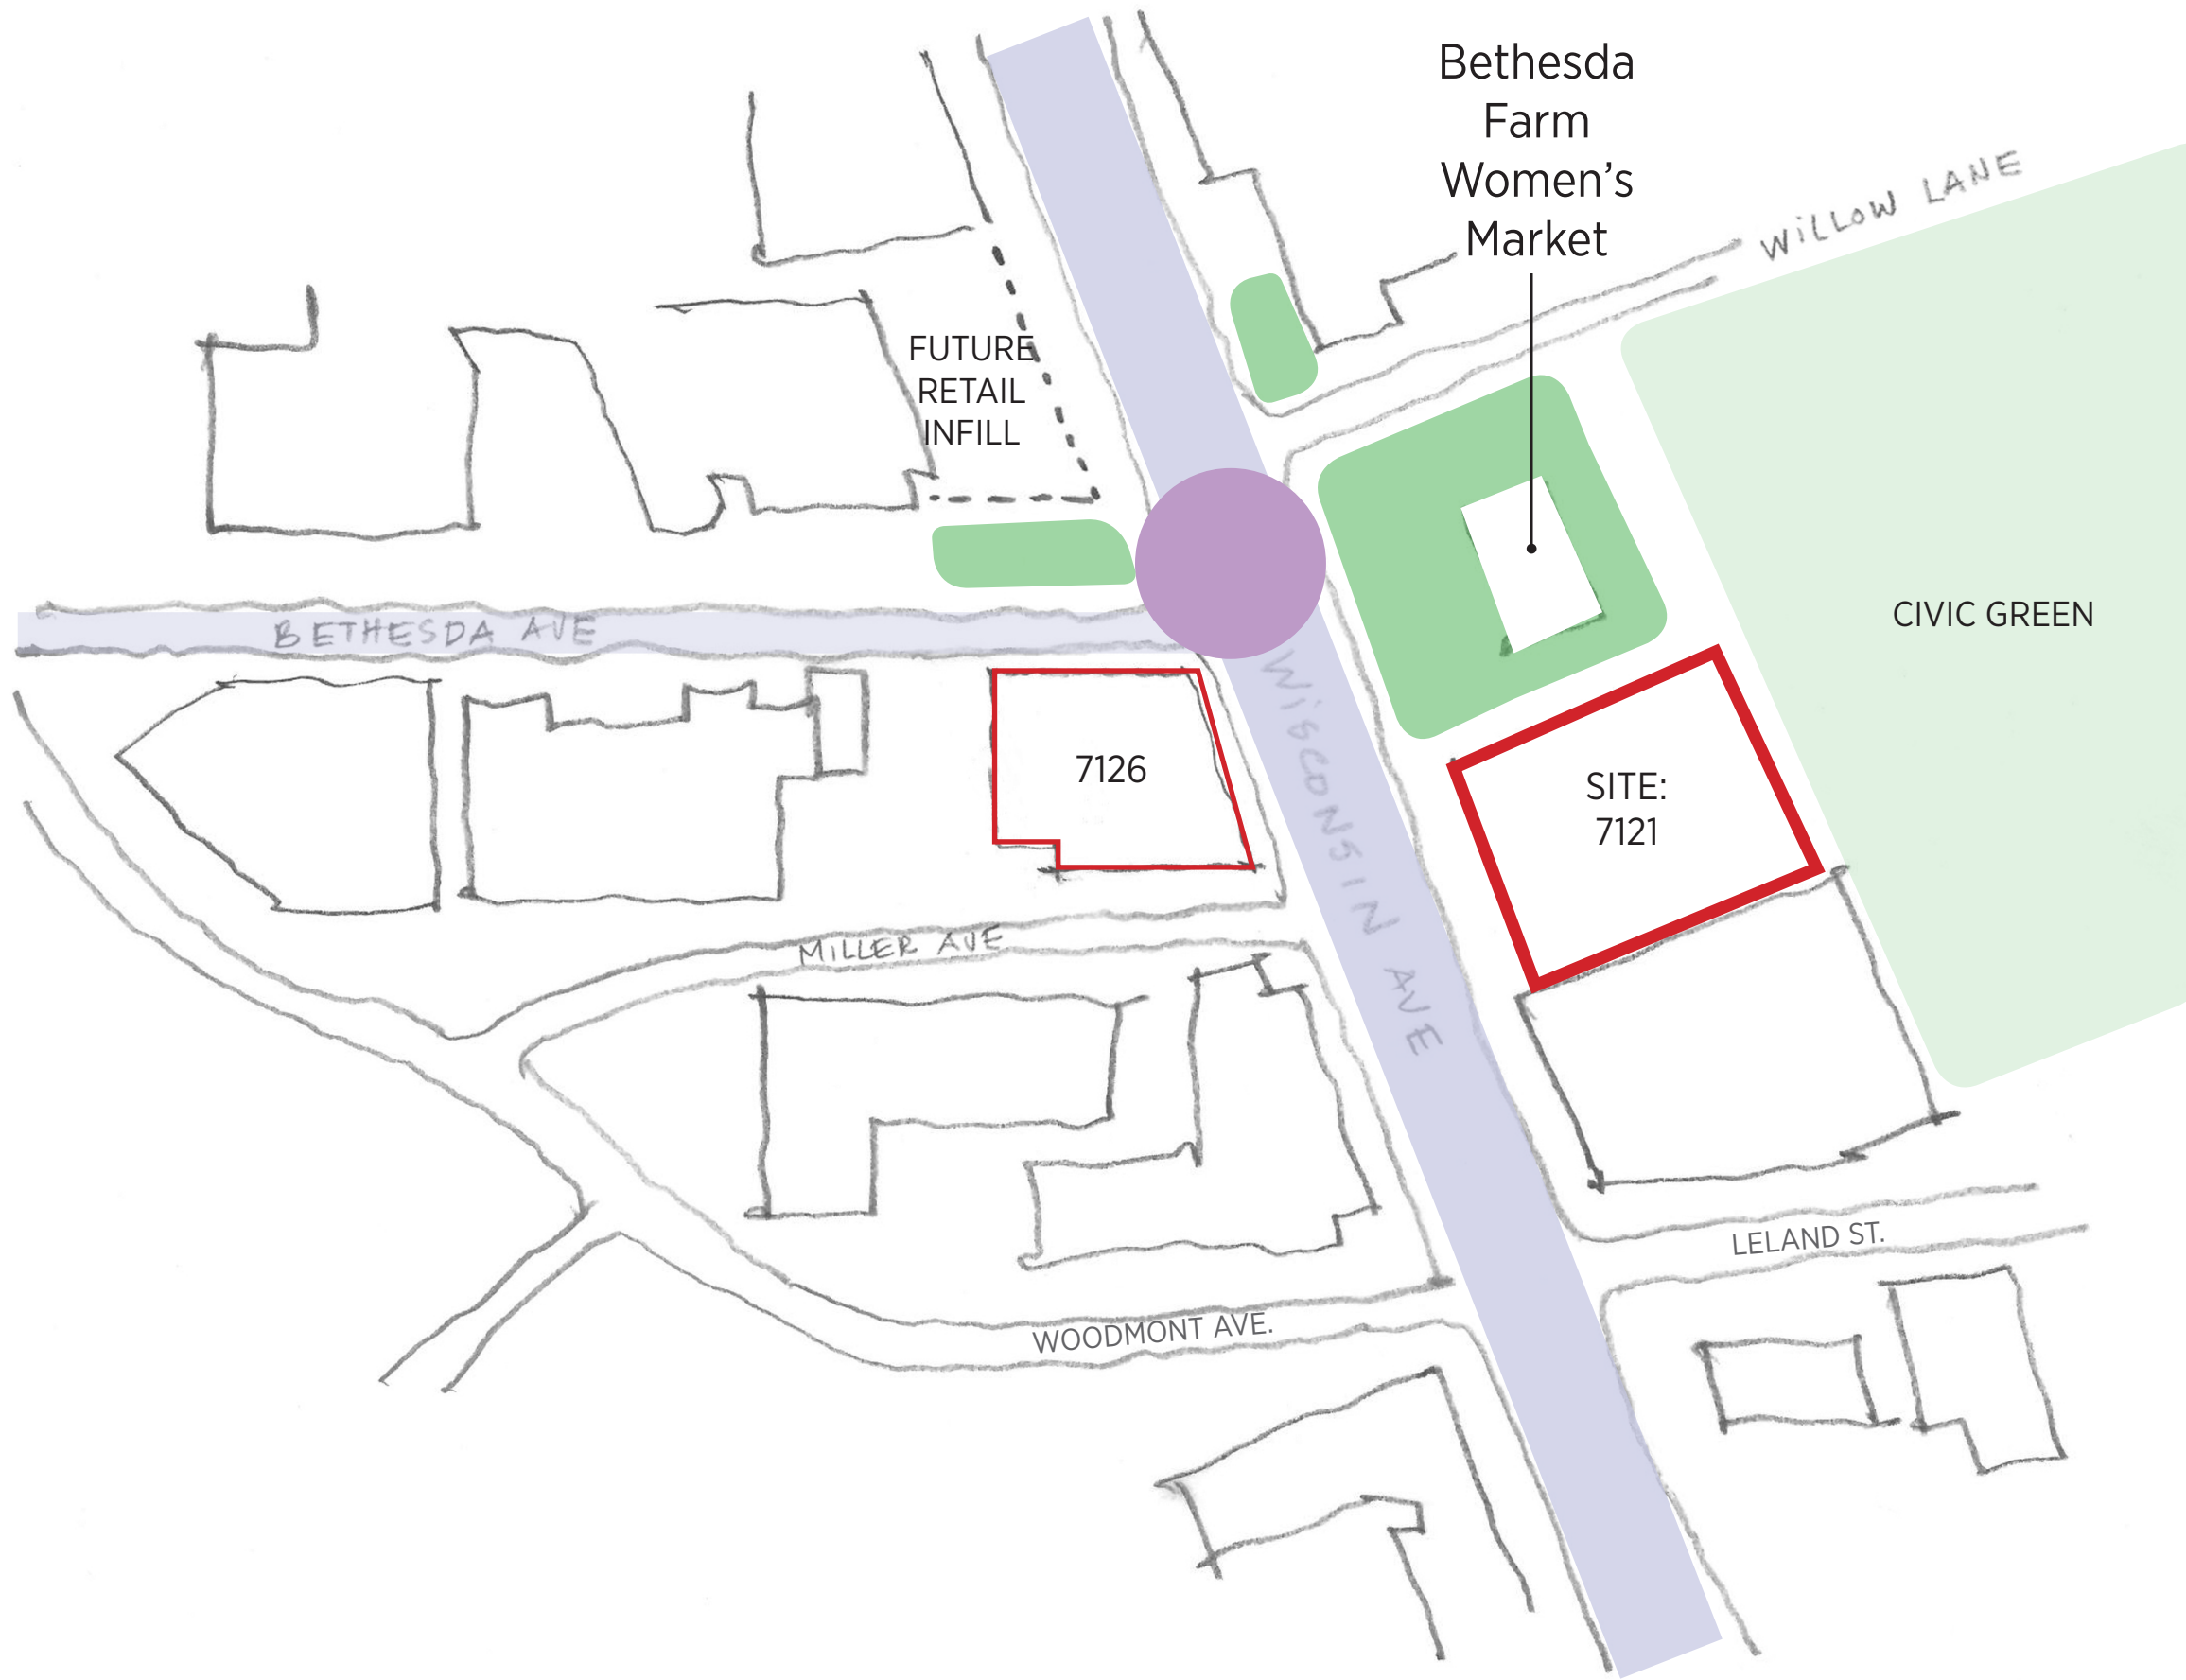 Bethesda
Farm
Women’s
Market
WiLLOW LANE
FUTURE
RETAIL
INFILL
CIVIC GREEN
BETHESDA AVE
WISCONSIN AVE
7126
SITE:
7121
MILLER AVE
LELAND ST.
WOODMONT AVE.